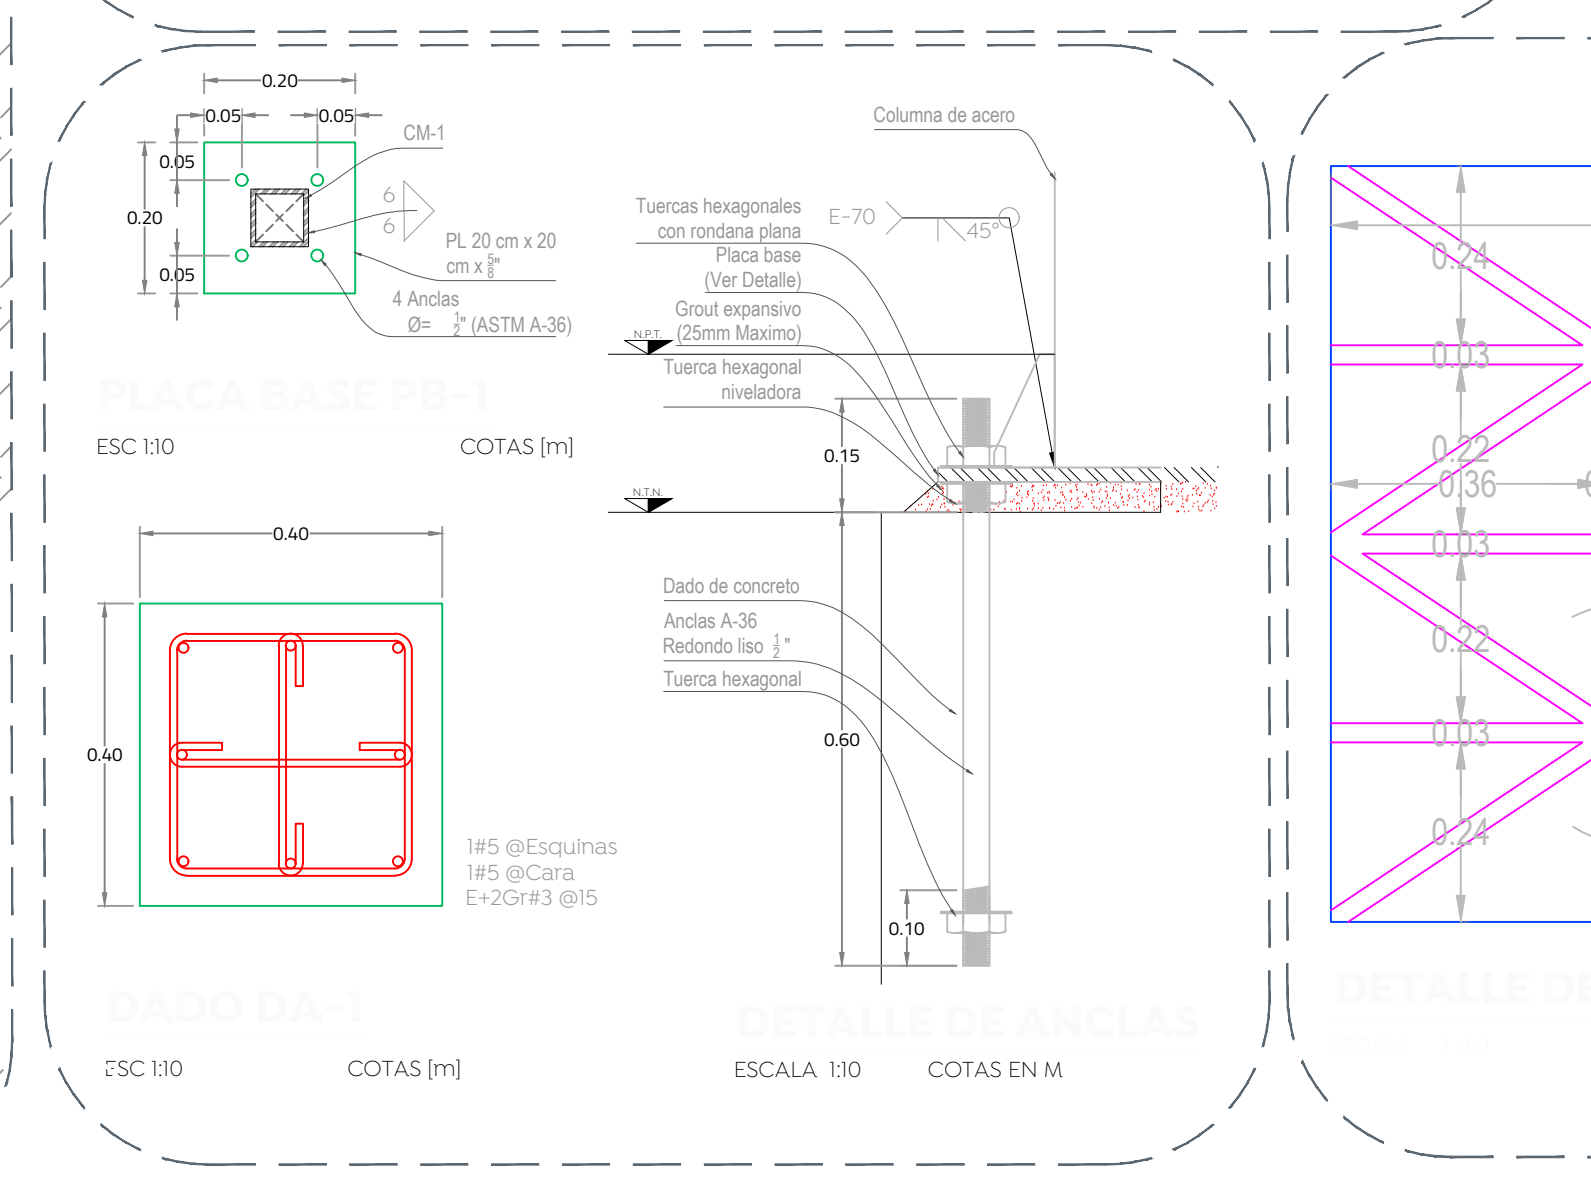 0.20
0.05
0.05
CM-1
0.05
0.20
0.05
6
6
PL 20 cm x 20
cm x 5/8"
4 Anclas
Ø= 1/2" (ASTM A-36)
PLACA BASE PB-1
ESC 1:10
COTAS [m]
0.40
0.40
1#5 @Esquinas
1#5 @Cara
E+2Gr#3 @15
DADO DA-1
ESC 1:10
COTAS [m]
Columna de acero
Tuercas hexagonales
con rondana plana
E-70
45°
Placa base
(Ver Detalle)
Grout expansivo
(25mm Maximo)
N.P.T.
Tuerca hexagonal
niveladora
0.15
N.T.N.
Dado de concreto
Anclas A-36
Redondo liso 1/2"
Tuerca hexagonal
0.60
0.10
DETALLE DE ANCLAS
ESCALA 1:10
COTAS EN M
0.24
0.03
0.22
0.36
0.03
0.22
0.03
0.24
DETALLE DE
ESCALA 1:10